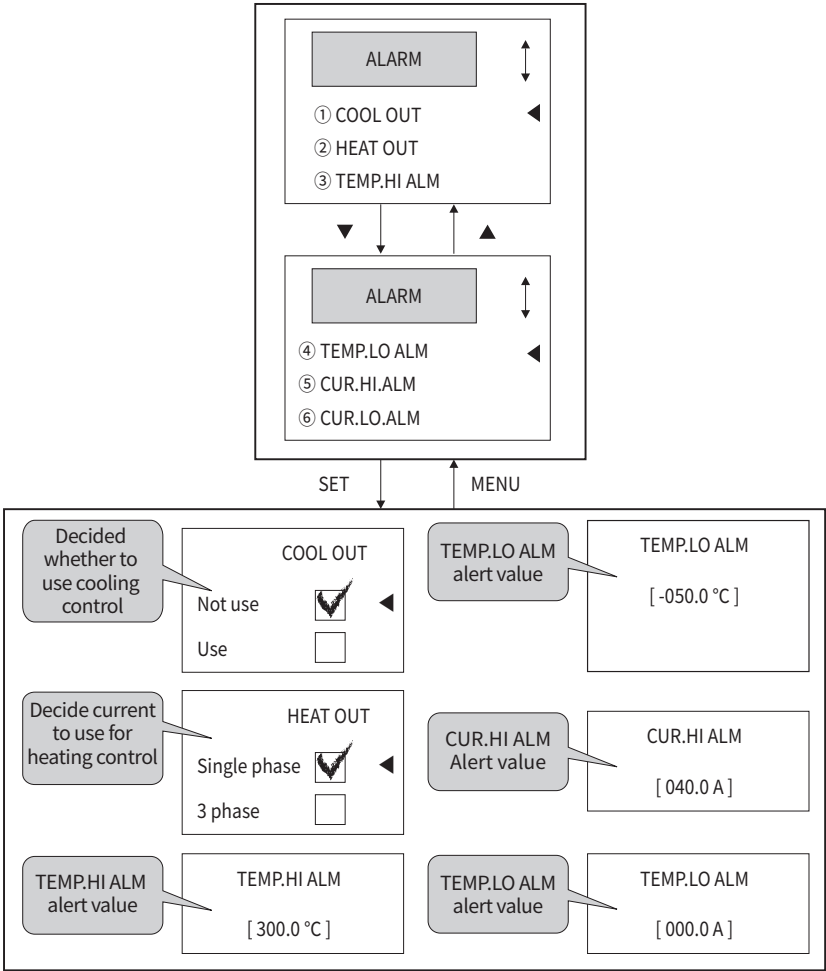 ALARM
① COOL OUT
② HEAT OUT
③ TEMP.HI ALM
ALARM
④ TEMP.LO ALM
⑤ CUR.HI.ALM
⑥ CUR.LO.ALM
SET
MENU
Decided
whether to
use cooling
control
COOL OUT
Not use
Use
TEMP.LO ALM
alert value
TEMP.LO ALM
[ -050.0 °C ]
Decide current
to use for
heating control
HEAT OUT
Single phase
3 phase
CUR.HI ALM
Alert value
CUR.HI ALM
[ 040.0 A ]
TEMP.HI ALM
alert value
TEMP.HI ALM
[ 300.0 °C ]
TEMP.LO ALM
alert value
TEMP.LO ALM
[ 000.0 A ]